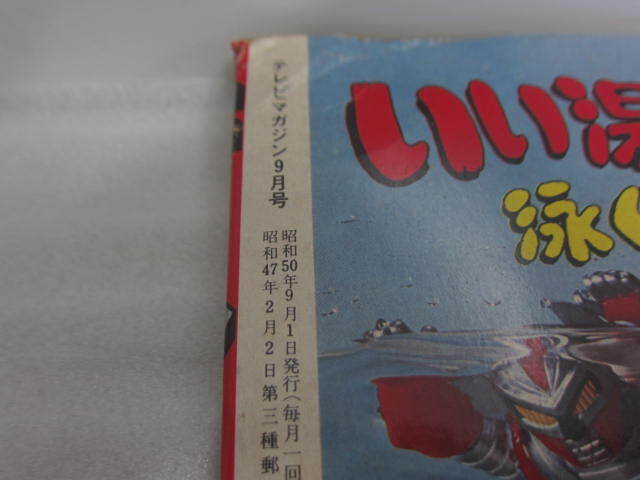 テレビマガジン9月号
昭和50年9月1日発行(毎月一回
昭和47年2月2日第三種郵
いい湯
泳